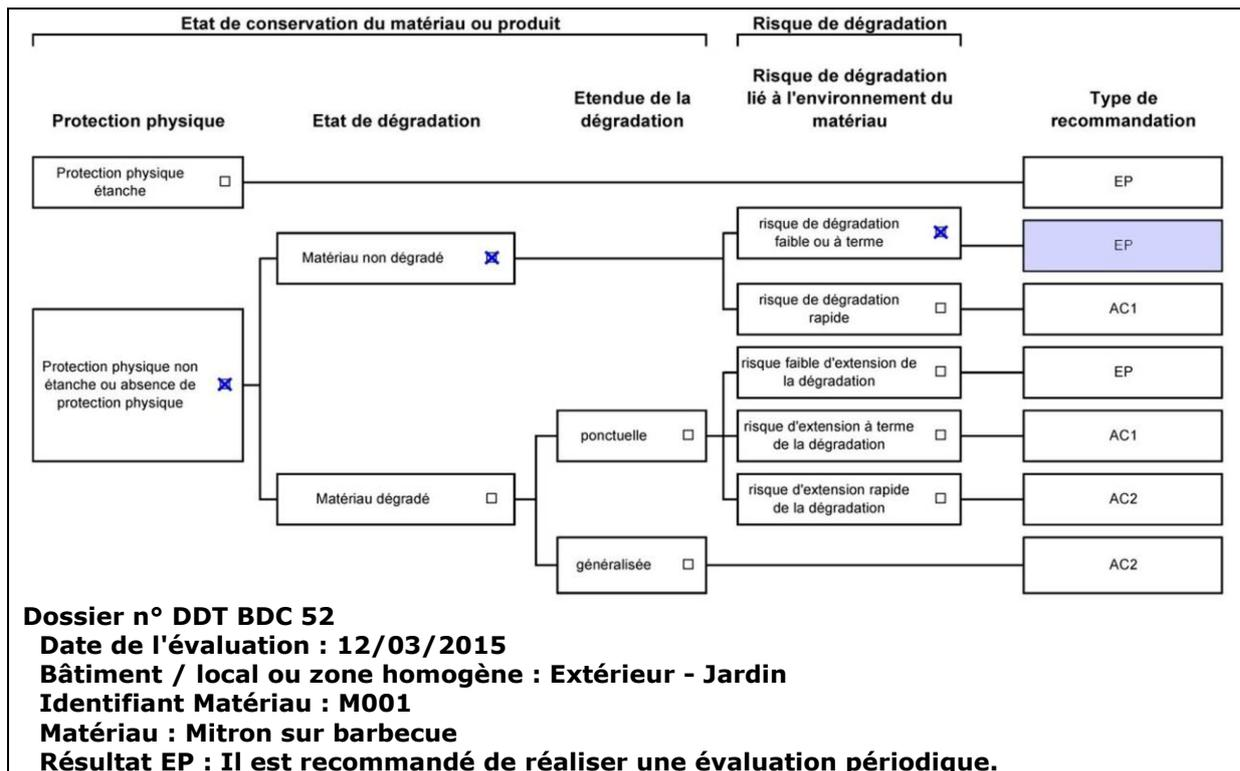 Etat de conservation du matériau ou produit
Risque de dégradation
Protection physique
Etat de dégradation
Etendue de la
dégradation
Risque de dégradation
lié à l'environnement du
matériau
Type de
recommandation
Protection physique
étanche
EP
risque de dégradation
faible ou à terme
EP
Matériau non dégradé
risque de dégradation
rapide
AC1
Protection physique non
étanche ou absence de
protection physique
risque faible d'extension de
la dégradation
EP
ponctuelle
risque d'extension à terme
de la dégradation
AC1
Matériau dégradé
risque d'extension rapide
de la dégradation
AC2
généralisée
AC2
Dossier n° DDT BDC 52
Date de l'évaluation : 12/03/2015
Bâtiment / local ou zone homogène : Extérieur - Jardin
Identifiant Matériau : M001
Matériau : Mitron sur barbecue
Résultat EP : Il est recommandé de réaliser une évaluation périodique.